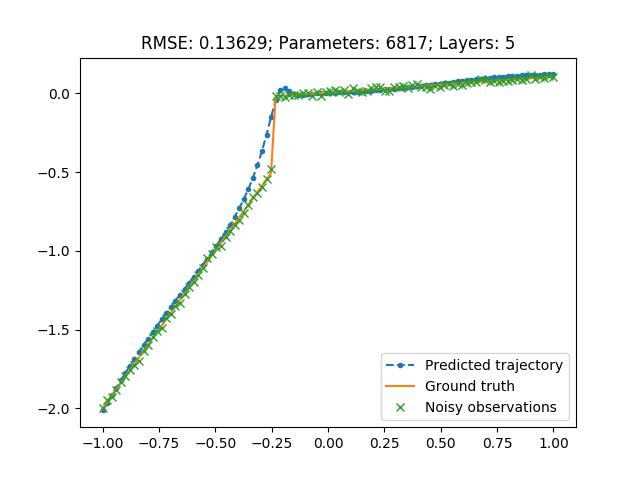 RMSE: 0.13629; Parameters: 6817; Layers: 5
0.0
−0.5
−1.0
−1.5
−2.0
Predicted trajectory
Ground truth
Noisy observations
−1.00 −0.75 −0.50 −0.25 0.00 0.25 0.50 0.75 1.00